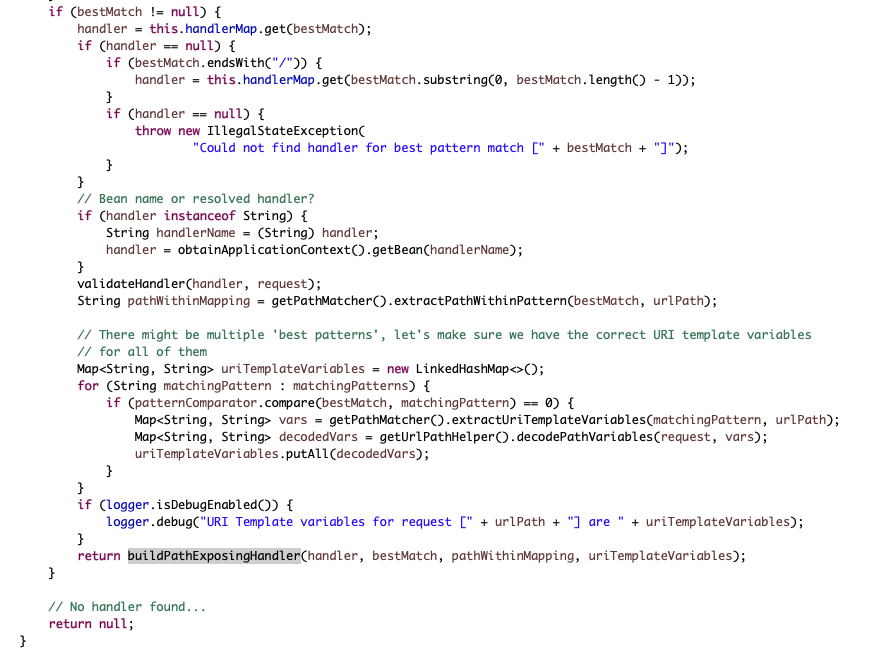 if (bestMatch != null) {
handler = this.handlerMap.get(bestMatch);
if (handler == null) {
if (bestMatch.endsWith("/")) {
handler = this.handlerMap.get(bestMatch.substring(0, bestMatch.length() - 1));
}
if (handler == null) {
throw new IllegalStateException(
"Could not find handler for best pattern match [" + bestMatch + "]");
}
}
// Bean name or resolved handler?
if (handler instanceof String) {
String handlerName = (String) handler;
handler = obtainApplicationContext().getBean(handlerName);
}
validateHandler(handler, request);
String pathWithinMapping = getPathMatcher().extractPathWithinPattern(bestMatch, urlPath);
// There might be multiple 'best patterns', let's make sure we have the correct URI template variables
// for all of them
Map<String, String> uriTemplateVariables = new LinkedHashMap<>();
for (String matchingPattern : matchingPatterns) {
if (patternComparator.compare(bestMatch, matchingPattern) == 0) {
Map<String, String> vars = getPathMatcher().extractUriTemplateVariables(matchingPattern, urlPath);
Map<String, String> decodedVars = getUrlPathHelper().decodePathVariables(request, vars);
uriTemplateVariables.putAll(decodedVars);
}
}
if (logger.isDebugEnabled()) {
logger.debug("URI Template variables for request [" + urlPath + "] are " + uriTemplateVariables);
}
return buildPathExposingHandler(handler, bestMatch, pathWithinMapping, uriTemplateVariables);
}
// No handler found...
return null;
}